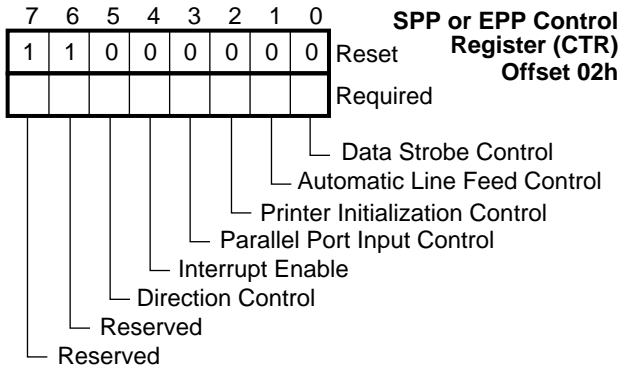 7 6 5 4 3 2 1 0
SPP or EPP Control
Register (CTR)
Offset 02h
1 1 0 0 0 0 0 0 Reset
Required
Data Strobe Control
Automatic Line Feed Control
Printer Initialization Control
Parallel Port Input Control
Interrupt Enable
Direction Control
Reserved
Reserved